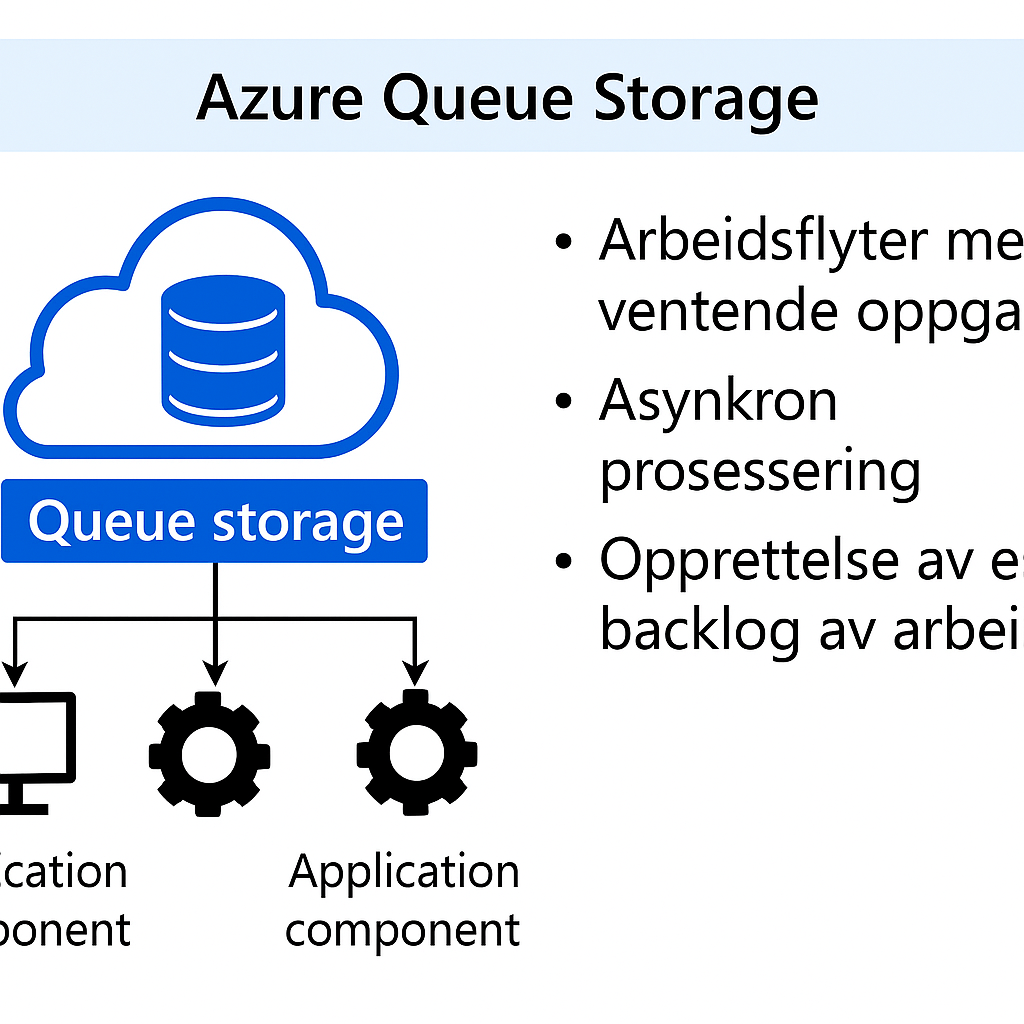 Azure Queue Storage
Queue storage
cation
ponent
Application
component
• Arbeidsflyter me
ventende oppga
• Asynkron
prosessering
• Opprettelse av e
backlog av arbei